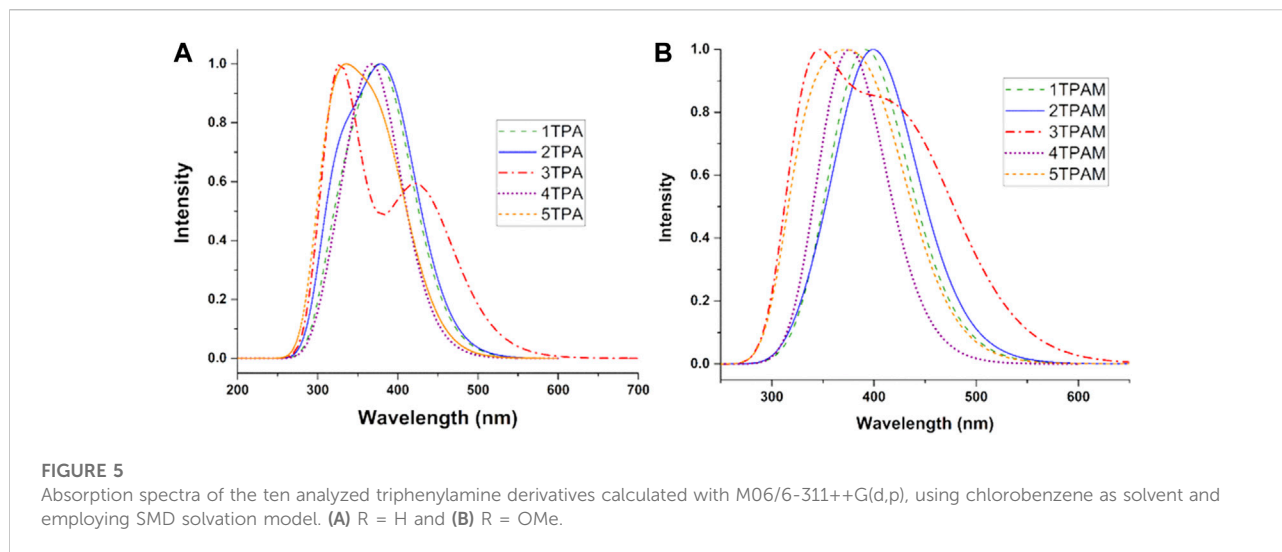 A
1.0
0.8
0.6
0.4
0.2
0.0
Intensity
200 300 400 500 600 700
Wavelength (nm)
1TPA
2TPA
3TPA
4TPA
5TPA
B
1.0
0.8
0.6
0.4
0.2
0.0
Intensity
300 400 500 600
Wavelength (nm)
1TPAM
2TPAM
3TPAM
4TPAM
5TPAM
FIGURE 5
Absorption spectra of the ten analyzed triphenylamine derivatives calculated with M06/6-311++G(d,p), using chlorobenzene as solvent and
employing SMD solvation model. (A) R = H and (B) R = OMe.